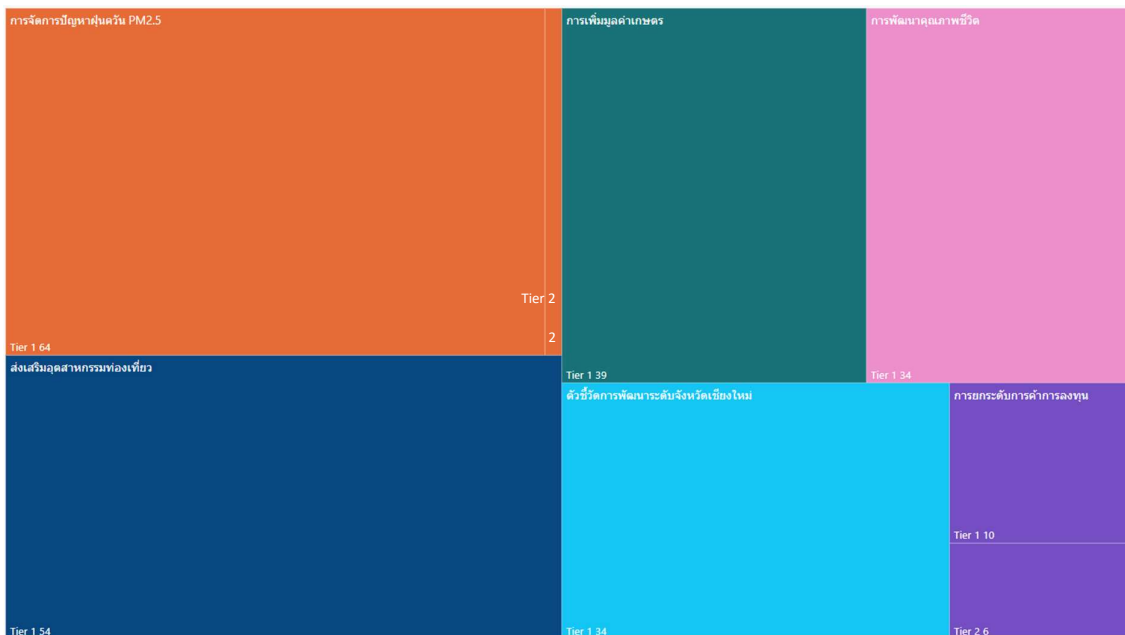 การจัดการปัญหาฝุ่นควัน PM2.5
Tier 2
2
Tier 1 64
ส่งเสริมอุตสาหกรรมท่องเที่ยว
Tier 1 54
การเพิ่มมูลค่าเกษตร
Tier 1 39
การพัฒนาคุณภาพชีวิต
Tier 1 34
ตัวชี้วัดการพัฒนาระดับจังหวัดเชียงใหม่
Tier 1 34
การยกระดับการค้าการลงทุน
Tier 1 10
Tier 2 6